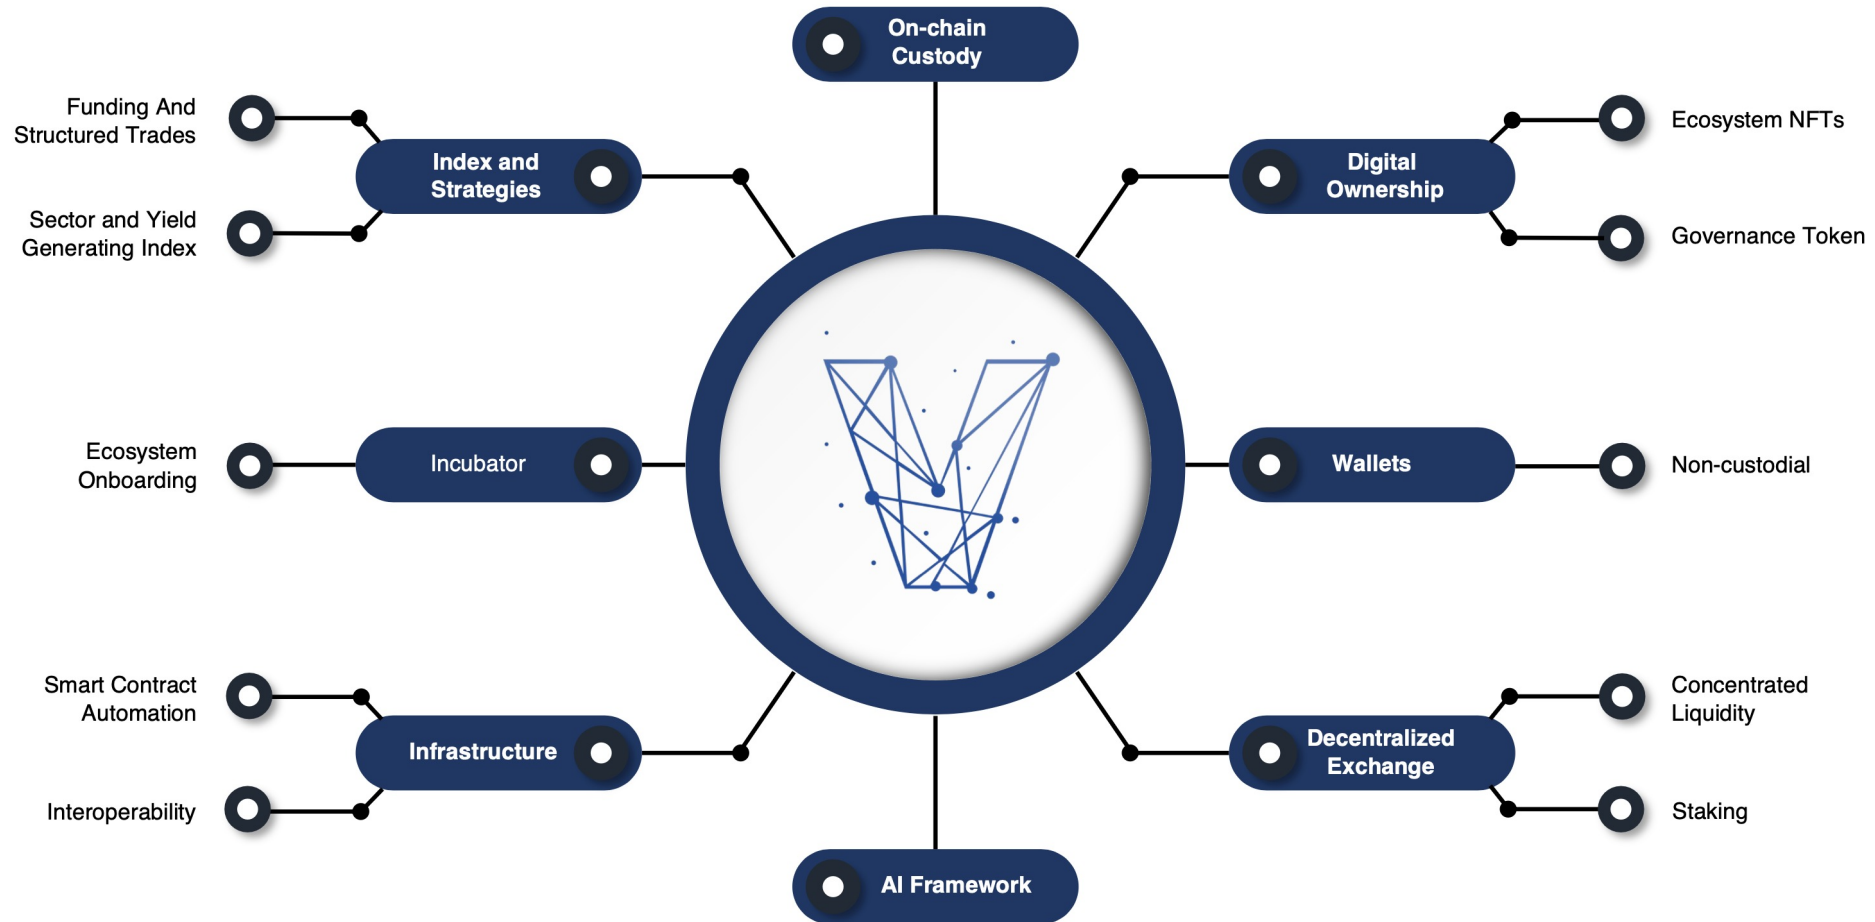 On-chain
Custody
Funding And
Structured Trades
Index and
Strategies
Sector and Yield
Generating Index
Digital
Ownership
Ecosystem NFTs
Governance Token
Ecosystem
Onboarding
Incubator
Wallets
Non-custodial
Smart Contract
Automation
Infrastructure
Interoperability
Decentralized
Exchange
Concentrated
Liquidity
Staking
AI Framework